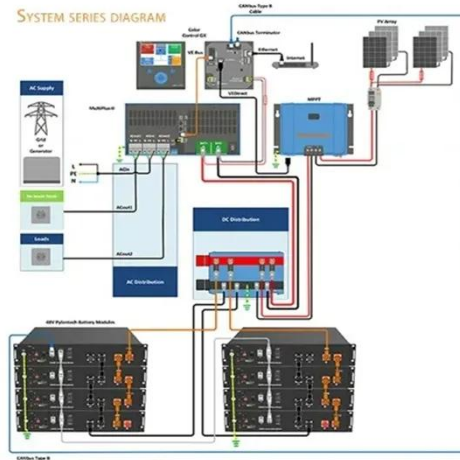 SYSTEM SERIES DIAGRAM
CANbus Type B
Cable
Color
Control GX
CANbus Terminator
PV Array
VE.Bus
Ethernet
Internet
VEDirect
AC Supply
MultiPlus-II
MPPT
Grid
or
Generator
L
PE
N
ACin
ACout1
Loads
ACout2
DC Distribution
AC Distribution
48V Pylontech Battery Modules
CANbus Type B